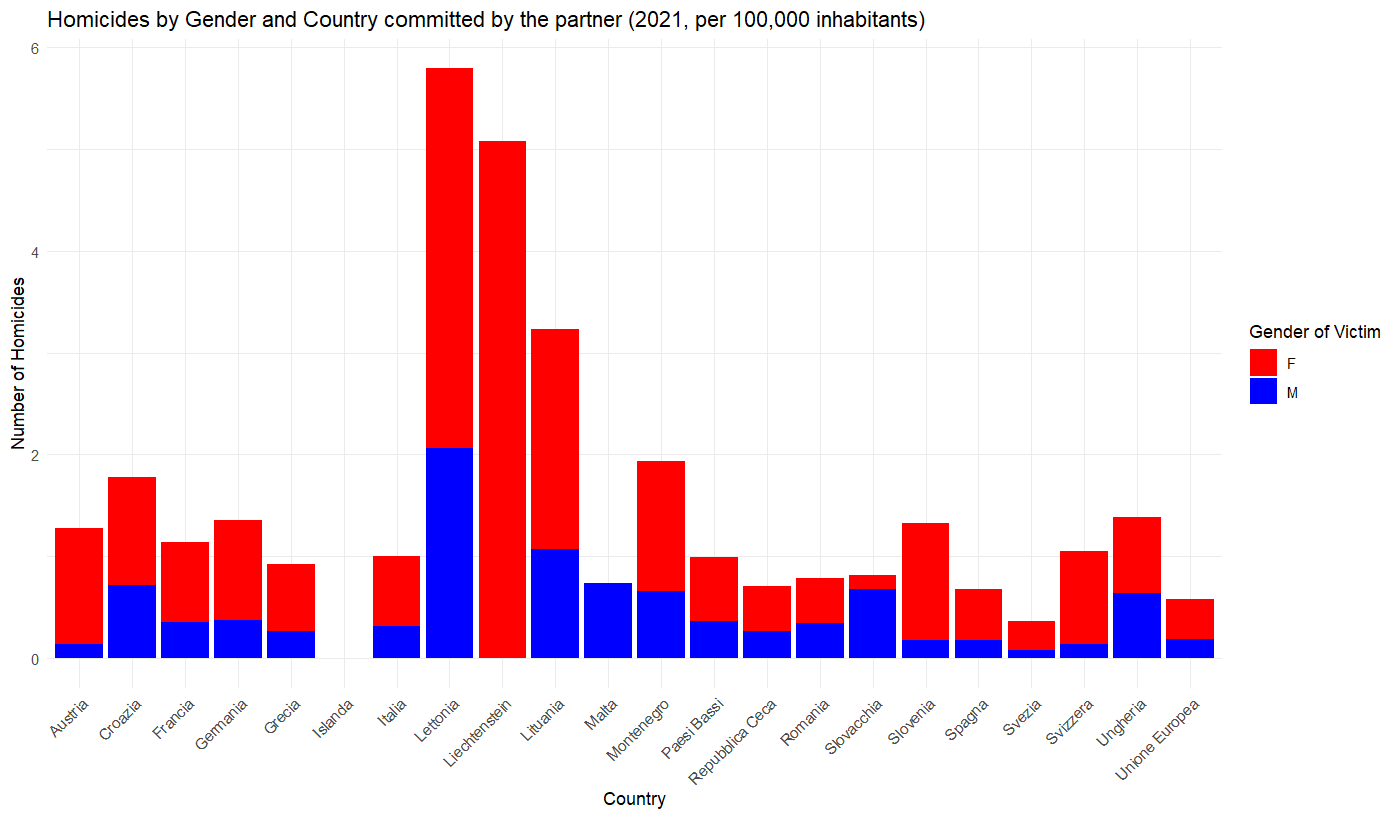 Homicides by Gender and Country committed by the partner (2021, per 100,000 inhabitants)
Number of Homicides
6
4
2
0
Austria
Croazia
Francia
Germania
Grecia
Islanda
Italia
Lettonia
Liechtenstein
Lituania
Malta
Montenegro
Paesi Bassi
Repubblica Ceca
Romania
Slovacchia
Slovenia
Spagna
Svezia
Svizzera
Ungheria
Unione Europea
Country
Gender of Victim
F
M